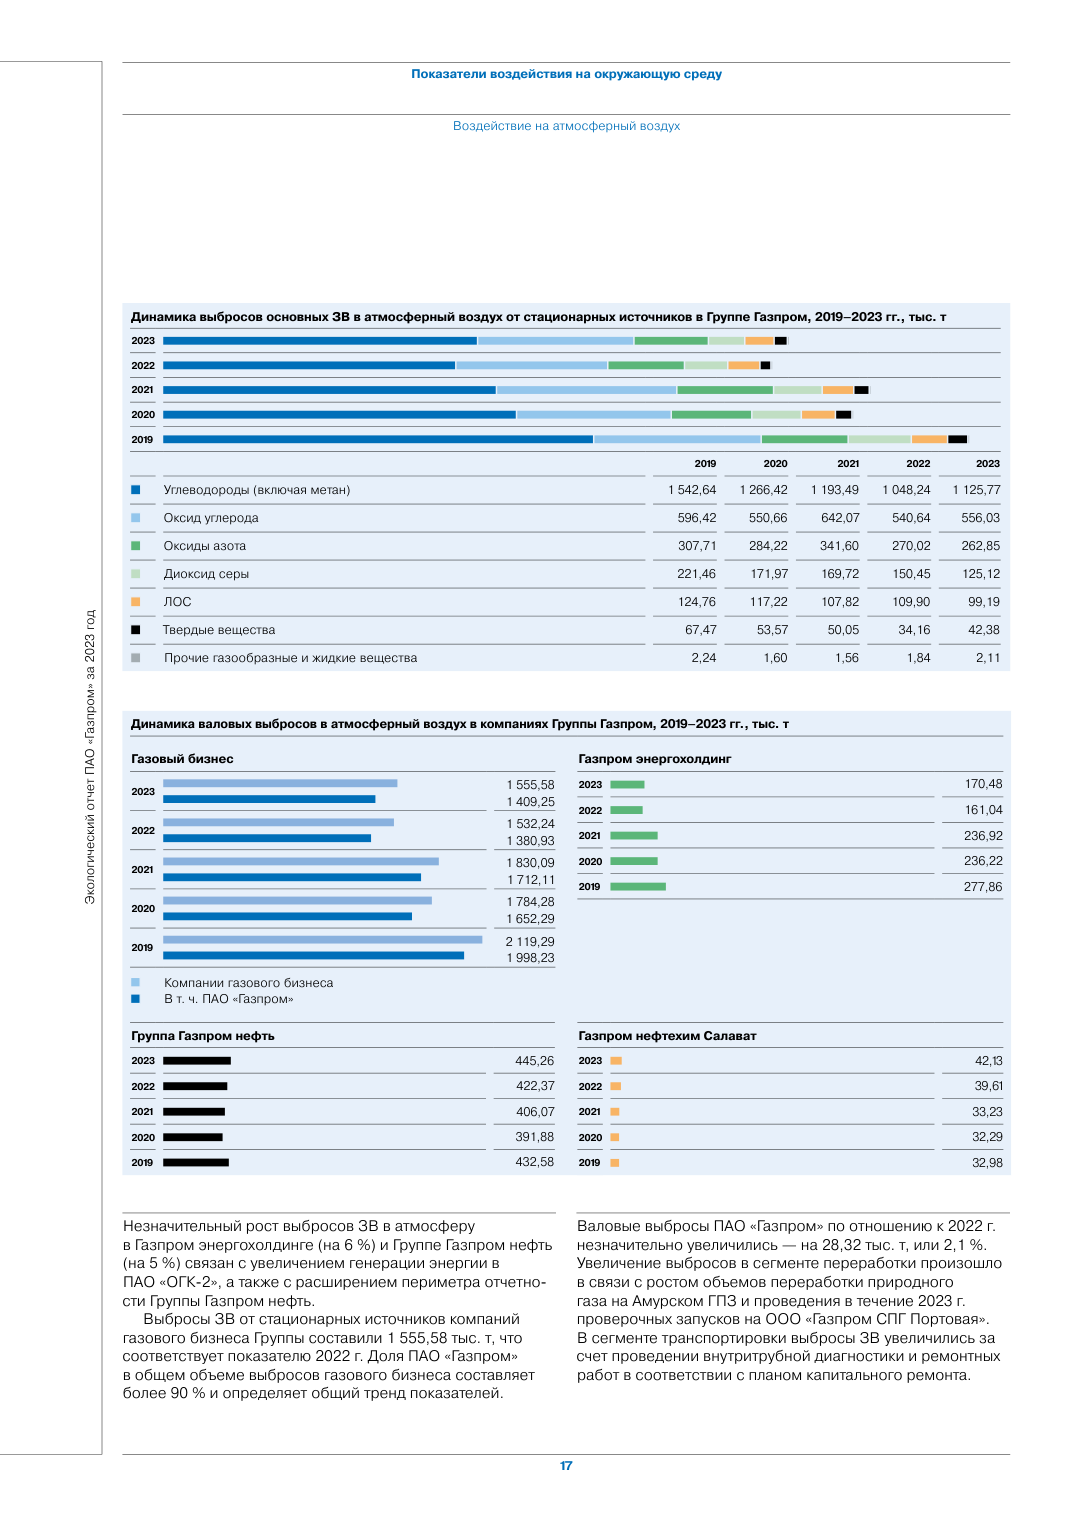 Показатели воздействия на окружающую среду
Воздействие на атмосферный воздух
Экологический отчет ПАО «Газпром» за 2023 год
Динамика выбросов основных ЗВ в атмосферный воздух от стационарных источников в Группе Газпром, 2019–2023 гг., тыс. т
2023
2022
2021
2020
2019
2019 2020 2021 2022 2023
Углеводороды (включая метан) 1 542,64 1 266,42 1 193,49 1 048,24 1 125,77
Оксид углерода 596,42 550,66 642,07 540,64 556,03
Оксиды азота 307,71 284,22 341,60 270,02 262,85
Диоксид серы 221,46 171,97 169,72 150,45 125,12
ЛОС 124,76 117,22 107,82 109,90 99,19
Твердые вещества 67,47 53,57 50,05 34,16 42,38
Прочие газообразные и жидкие вещества 2,24 1,60 1,56 1,84 2,11
Динамика валовых выбросов в атмосферный воздух в компаниях Группы Газпром, 2019–2023 гг., тыс. т
Газовый бизнес
2023 1 555,58
1 409,25
2022 1 532,24
1 380,93
2021 1 830,09
1 712,11
2020 1 784,28
1 652,29
2019 2 119,29
1 998,23
Компании газового бизнеса
В т. ч. ПАО «Газпром»
Газпром энергохолдинг
2023 170,48
2022 161,04
2021 236,92
2020 236,22
2019 277,86
Группа Газпром нефть
2023 445,26
2022 422,37
2021 406,07
2020 391,88
2019 432,58
Газпром нефтехим Салават
2023 42,13
2022 39,61
2021 33,23
2020 32,29
2019 32,98
Незначительный рост выбросов ЗВ в атмосферу
в Газпром энергохолдинге (на 6 %) и Группе Газпром нефть
(на 5 %) связан с увеличением генерации энергии в
ПАО «ОГК-2», а также с расширением периметра отчетно-
сти Группы Газпром нефть.
Выбросы ЗВ от стационарных источников компаний
газового бизнеса Группы составили 1 555,58 тыс. т, что
соответствует показателю 2022 г. Доля ПАО «Газпром»
в общем объеме выбросов газового бизнеса составляет
более 90 % и определяет общий тренд показателей.
Валовые выбросы ПАО «Газпром» по отношению к 2022 г.
незначительно увеличились — на 28,32 тыс. т, или 2,1 %.
Увеличение выбросов в сегменте переработки произошло
в связи с ростом объемов переработки природного
газа на Амурском ГПЗ и проведения в течение 2023 г.
проверочных запусков на ООО «Газпром СПГ Портовая».
В сегменте транспортировки выбросы ЗВ увеличились за
счет проведении внутритрубной диагностики и ремонтных
работ в соответствии с планом капитального ремонта.
17